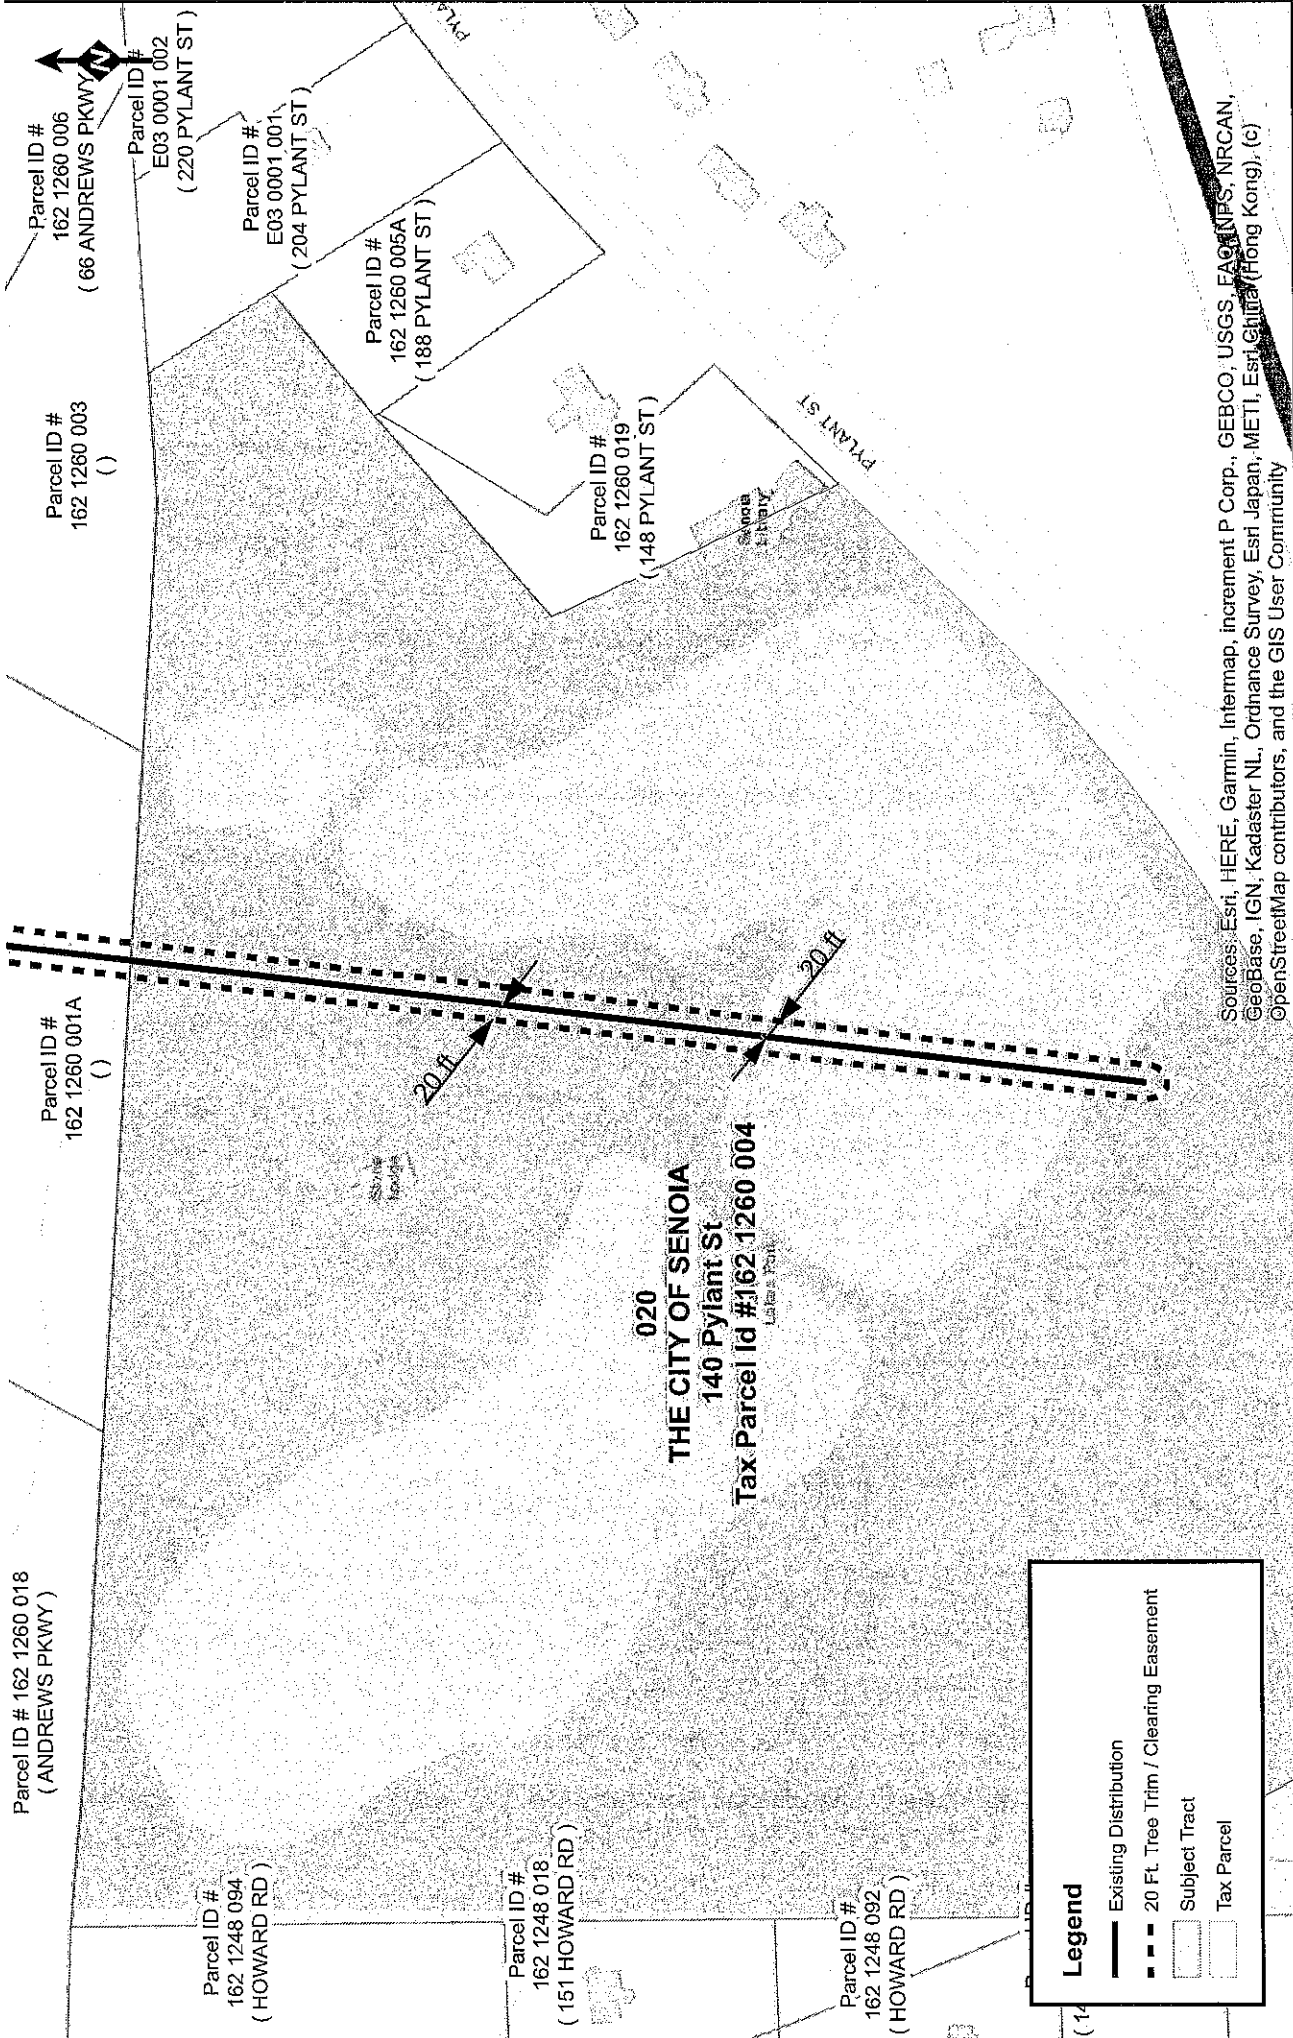 Parcel ID # 162 1260 018
( ANDREWS PKWY )
Parcel ID #
162 1260 001A
( )
Parcel ID #
162 1260 003
( )
Parcel ID #
162 1260 006
( 66 ANDREWS PKWY
N
Parcel ID #
E03 0001 002
( 220 PYLANT ST )
Parcel ID #
E03 0001 001
( 204 PYLANT ST )
Parcel ID #
162 1260 005A
( 188 PYLANT ST )
Parcel ID #
162 1260 019
( 148 PYLANT ST )
PYLA
PYLANT ST
Senoia
Library
20 ft
20 ft
020
THE CITY OF SENOIA
140 Pylant St
Tax Parcel Id #162 1260 004
Parcel ID #
162 1248 094
( HOWARD RD )
Parcel ID #
162 1248 018
( 151 HOWARD RD )
Parcel ID #
162 1248 092
( HOWARD RD )
( 14
Legend
Existing Distribution
20 Ft. Tree Trim / Clearing Easement
Subject Tract
Tax Parcel
Sources: Esri, HERE, Garmin, Intermap, increment P Corp., GEBCO, USGS, FAO, NPS, NRCAN,
GeoBase, IGN, Kadaster NL, Ordnance Survey, Esri Japan, METI, Esri China (Hong Kong), (c)
OpenStreetMap contributors, and the GIS User Community